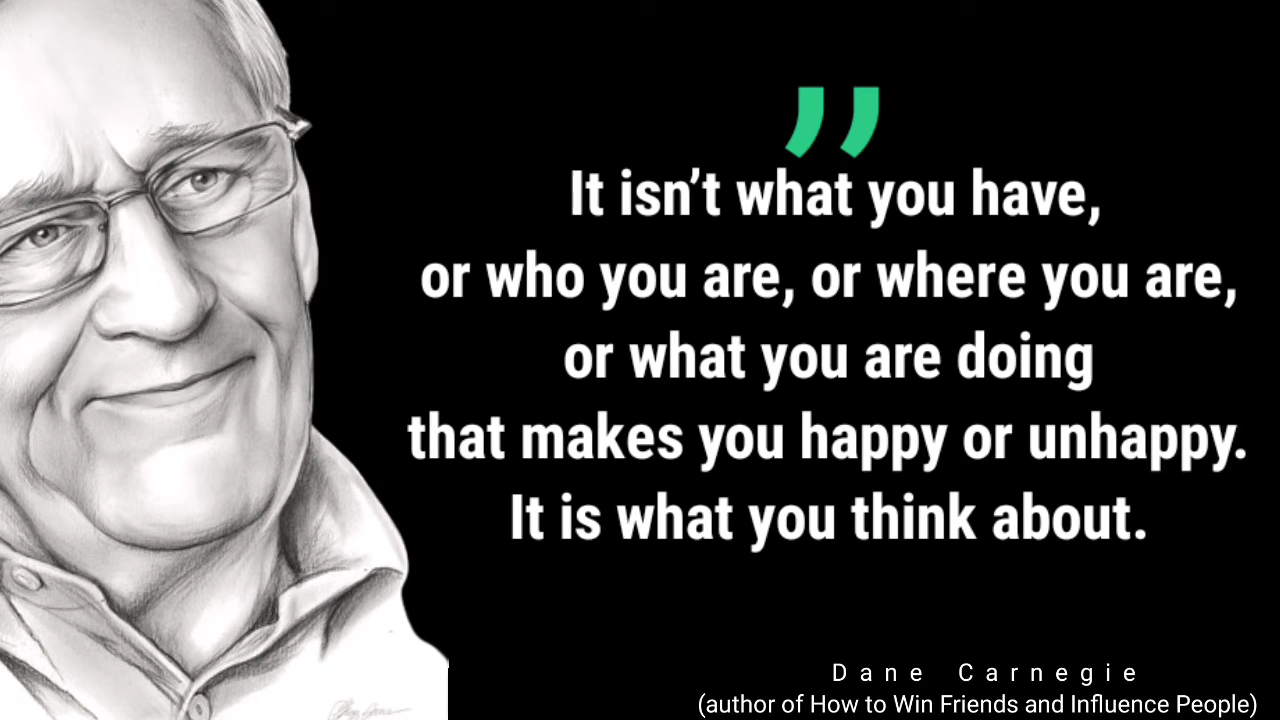 ”
It isn’t what you have,
or who you are, or where you are,
or what you are doing
that makes you happy or unhappy.
It is what you think about.
Dane Carnegie
(author of How to Win Friends and Influence People)